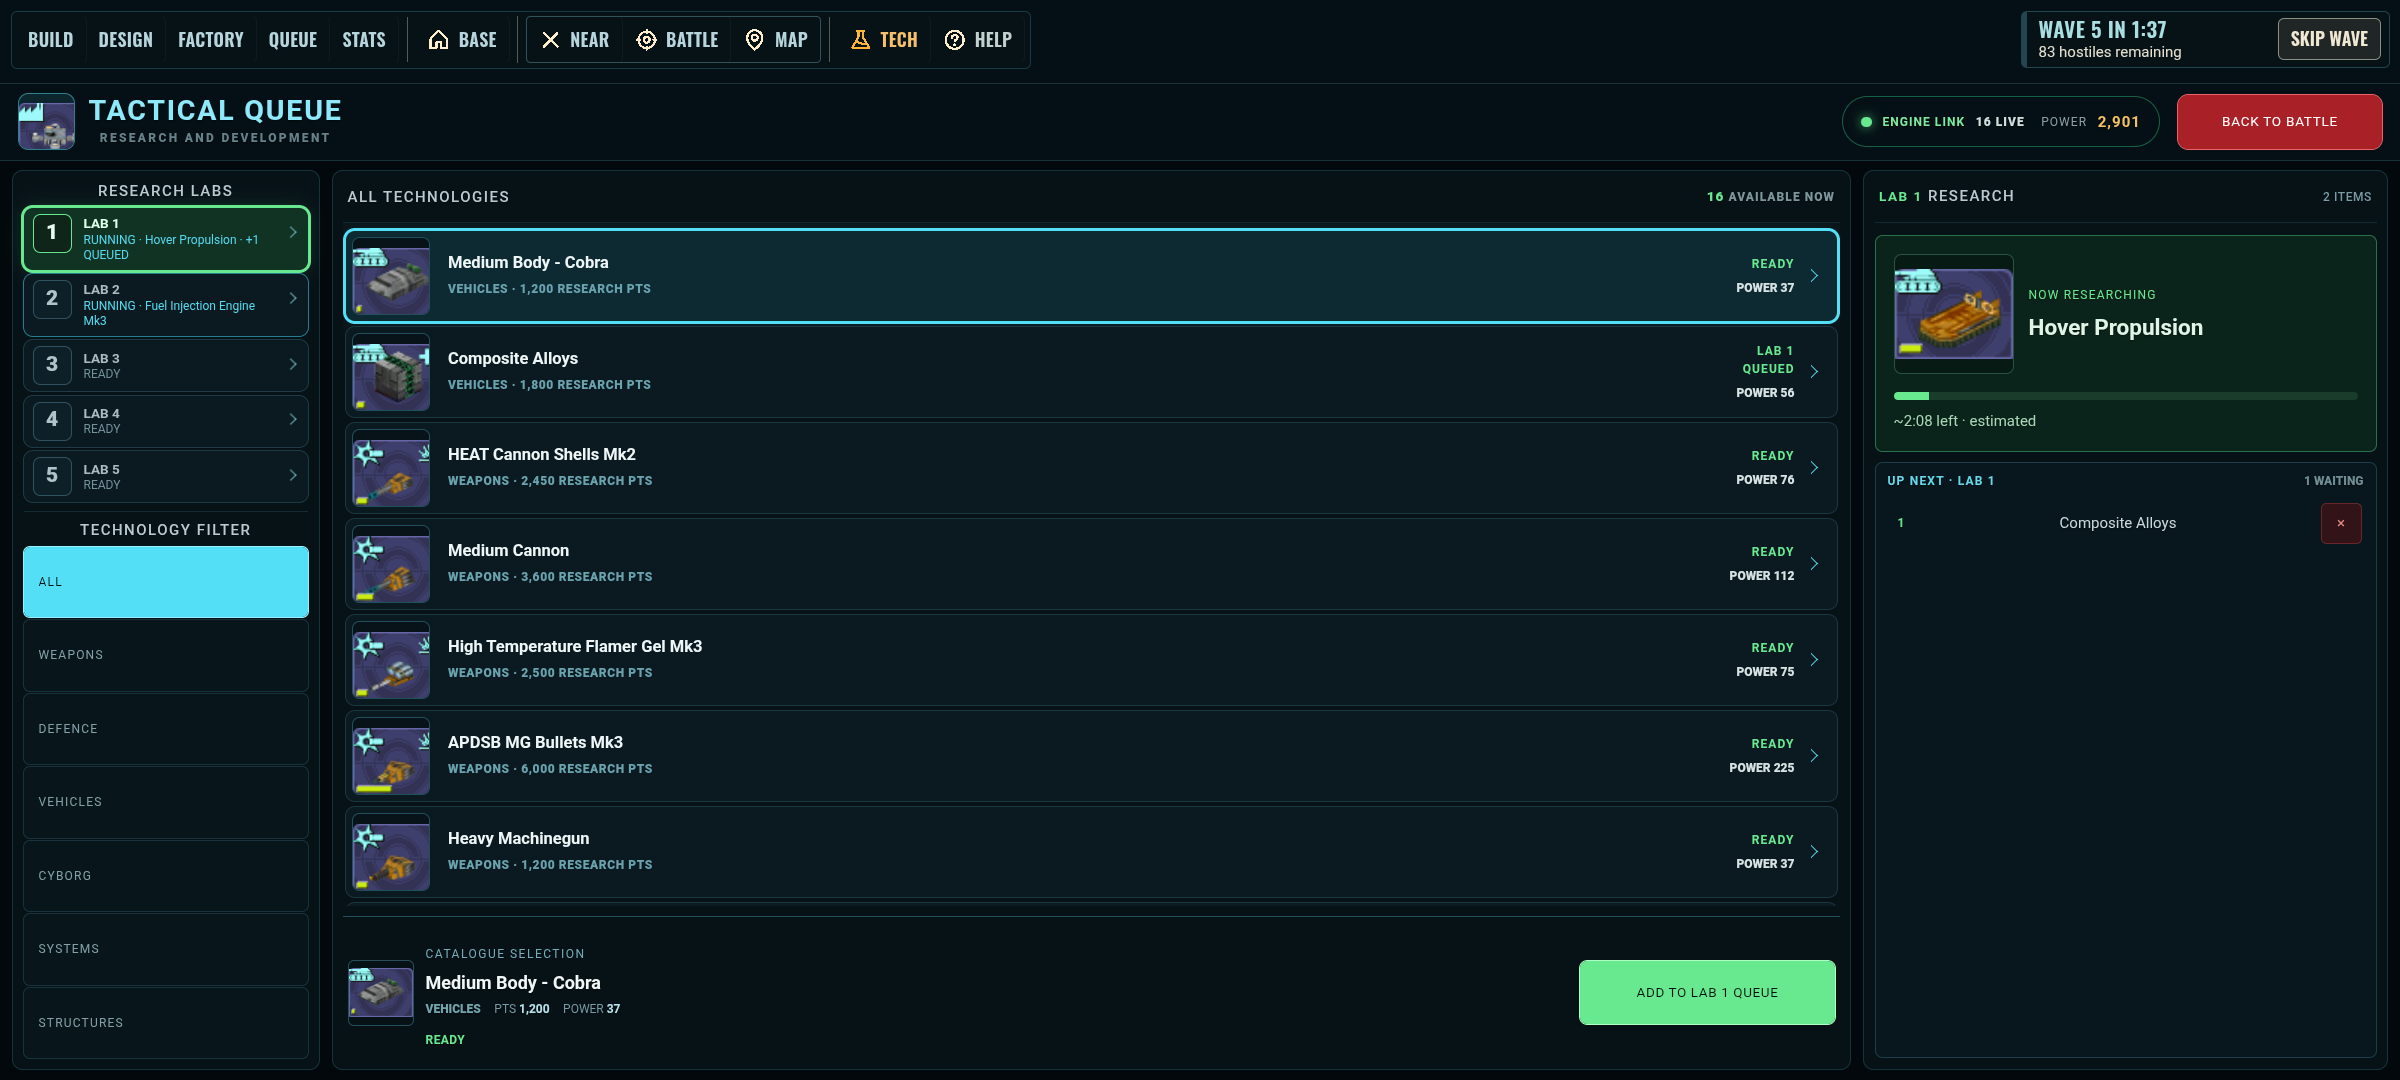 BUILD DESIGN FACTORY QUEUE STATS BASE NEAR BATTLE MAP TECH HELP
WAVE 5 IN 1:37
83 hostiles remaining
SKIP WAVE
TACTICAL QUEUE
RESEARCH AND DEVELOPMENT
ENGINE LINK 16 LIVE POWER 2,901
BACK TO BATTLE
RESEARCH LABS
1
LAB 1
RUNNING · Hover Propulsion · +1
QUEUED
2
LAB 2
RUNNING · Fuel Injection Engine
Mk3
3
LAB 3
READY
4
LAB 4
READY
5
LAB 5
READY
TECHNOLOGY FILTER
ALL
WEAPONS
DEFENCE
VEHICLES
CYBORG
SYSTEMS
STRUCTURES
ALL TECHNOLOGIES
16 AVAILABLE NOW
Medium Body - Cobra
VEHICLES · 1,200 RESEARCH PTS
READY
POWER 37
Composite Alloys
VEHICLES · 1,800 RESEARCH PTS
LAB 1
QUEUED
POWER 56
HEAT Cannon Shells Mk2
WEAPONS · 2,450 RESEARCH PTS
READY
POWER 76
Medium Cannon
WEAPONS · 3,600 RESEARCH PTS
READY
POWER 112
High Temperature Flamer Gel Mk3
WEAPONS · 2,500 RESEARCH PTS
READY
POWER 75
APDSB MG Bullets Mk3
WEAPONS · 6,000 RESEARCH PTS
READY
POWER 225
Heavy Machinegun
WEAPONS · 1,200 RESEARCH PTS
READY
POWER 37
CATALOGUE SELECTION
Medium Body - Cobra
VEHICLES PTS 1,200 POWER 37
READY
ADD TO LAB 1 QUEUE
LAB 1 RESEARCH
2 ITEMS
NOW RESEARCHING
Hover Propulsion
~2:08 left · estimated
UP NEXT · LAB 1
1 WAITING
1 Composite Alloys ×